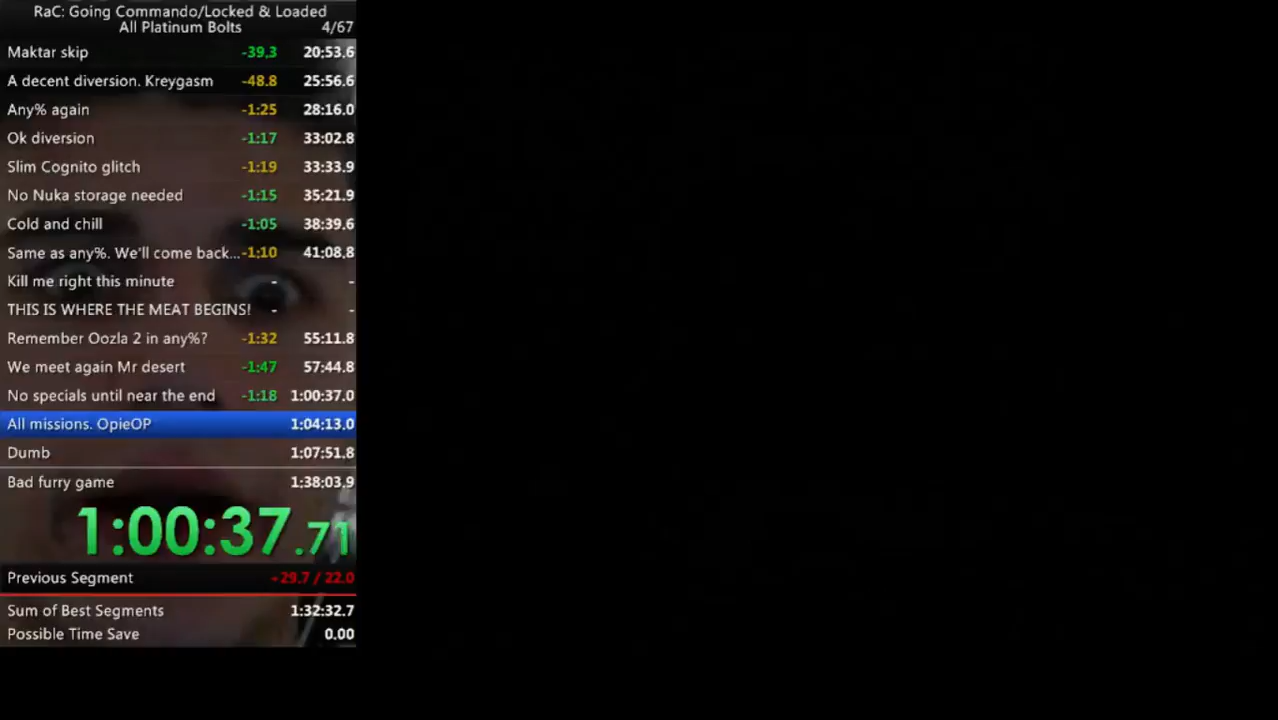 RaC: Going Commando/Locked & Loaded
All Platinum Bolts 4/67
Maktar skip -39.3 20:53.6
A decent diversion. Kreygasm -48.8 25:56.6
Any% again -1:25 28:16.0
Ok diversion -1:17 33:02.8
Slim Cognito glitch -1:19 33:33.9
No Nuka storage needed -1:15 35:21.9
Cold and chill -1:05 38:39.6
Same as any%. We'll come back... -1:10 41:08.8
Kill me right this minute - -
THIS IS WHERE THE MEAT BEGINS! - -
Remember Oozla 2 in any%? -1:32 55:11.8
We meet again Mr desert -1:47 57:44.8
No specials until near the end -1:18 1:00:37.0
All missions. OpieOP 1:04:13.0
Dumb 1:07:51.8
Bad furry game 1:38:03.9
1:00:37.71
Previous Segment +29.7 / 22.0
Sum of Best Segments 1:32:32.7
Possible Time Save 0.00